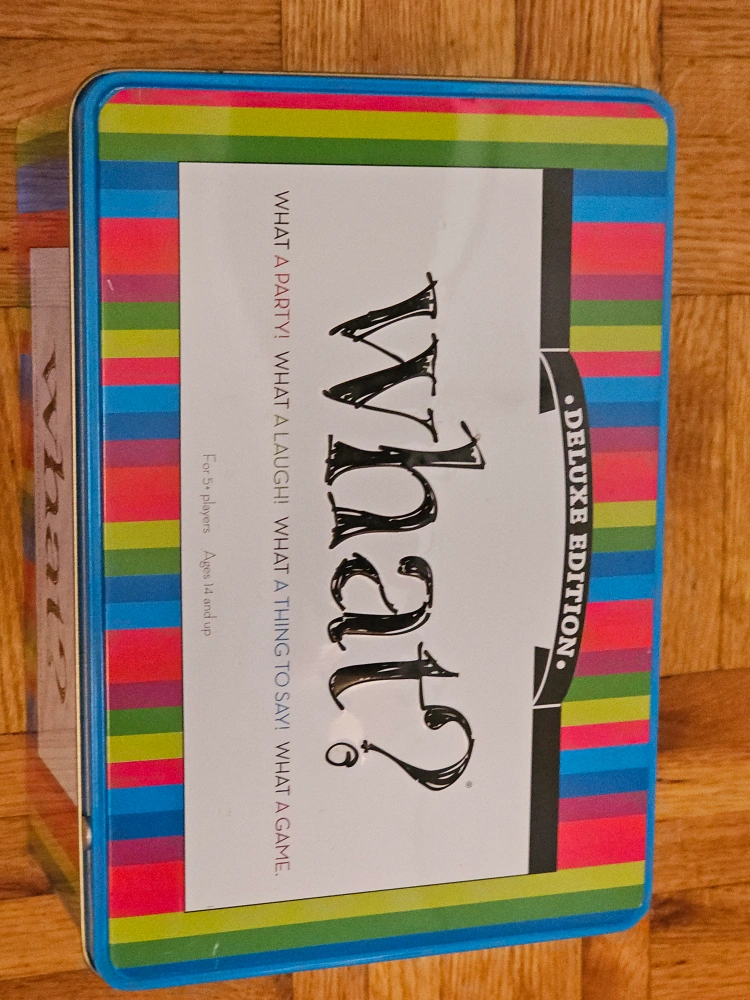 • DELUXE EDITION •
what?®
WHAT A PARTY! WHAT A LAUGH! WHAT A THING TO SAY! WHAT A GAME.
For 5+ players Ages 14 and up
what?